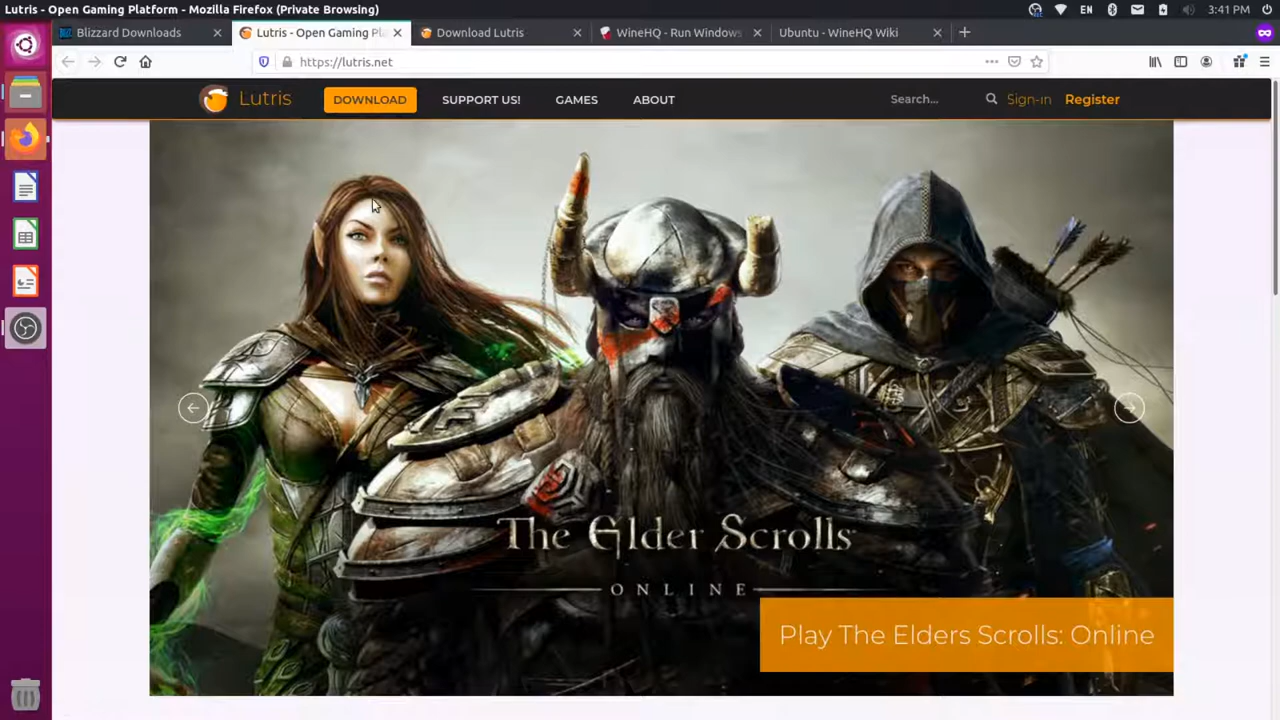 Lutris - Open Gaming Platform - Mozilla Firefox (Private Browsing)
EN
3:41 PM
Blizzard Downloads
Lutris - Open Gaming Pla
Download Lutris
WineHQ - Run Windows
Ubuntu - WineHQ Wiki
https://lutris.net
Lutris
DOWNLOAD
SUPPORT US!
GAMES
ABOUT
Search...
Sign-in
Register
The Elder Scrolls
ONLINE
Play The Elders Scrolls: Online